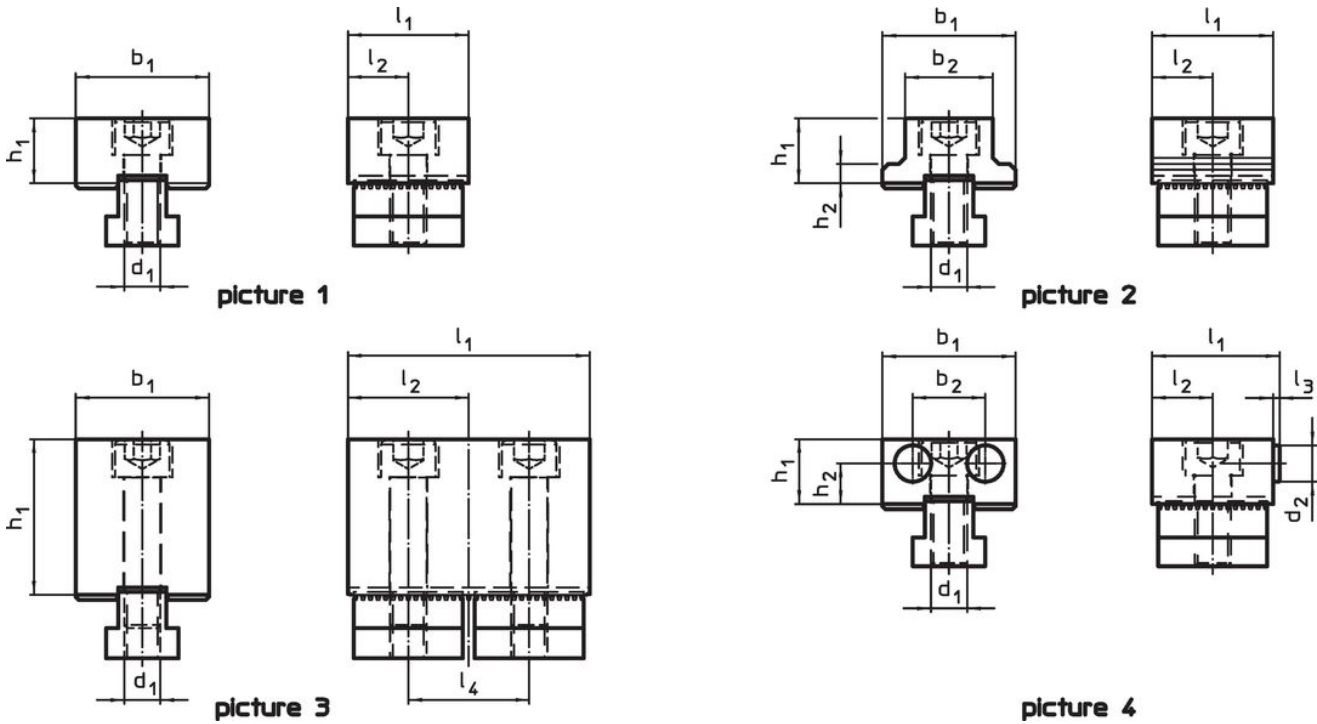 b1
l1
l2
h1
d1
picture 1
b1
b2
l1
l2
h1
h2
d1
picture 2
b1
l1
l2
h1
d1
l4
picture 3
b1
b2
l1
l2
l3
h1
h2
d2
d1
picture 4